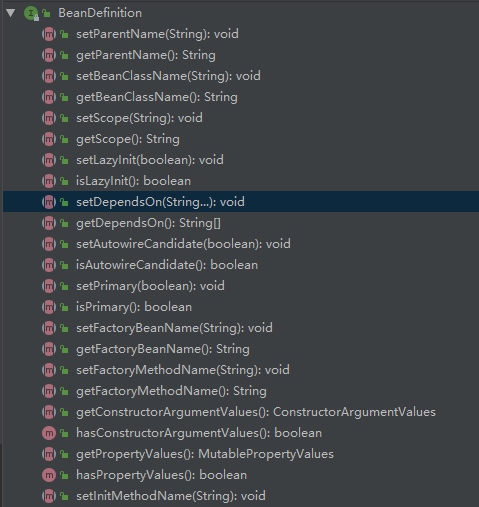 BeanDefinition
setParentName(String): void
getParentName(): String
setBeanClassName(String): void
getBeanClassName(): String
setScope(String): void
getScope(): String
setLazyInit(boolean): void
isLazyInit(): boolean
setDependsOn(String...): void
getDependsOn(): String[]
setAutowireCandidate(boolean): void
isAutowireCandidate(): boolean
setPrimary(boolean): void
isPrimary(): boolean
setFactoryBeanName(String): void
getFactoryBeanName(): String
setFactoryMethodName(String): void
getFactoryMethodName(): String
getConstructorArgumentValues(): ConstructorArgumentValues
hasConstructorArgumentValues(): boolean
getPropertyValues(): MutablePropertyValues
hasPropertyValues(): boolean
setInitMethodName(String): void